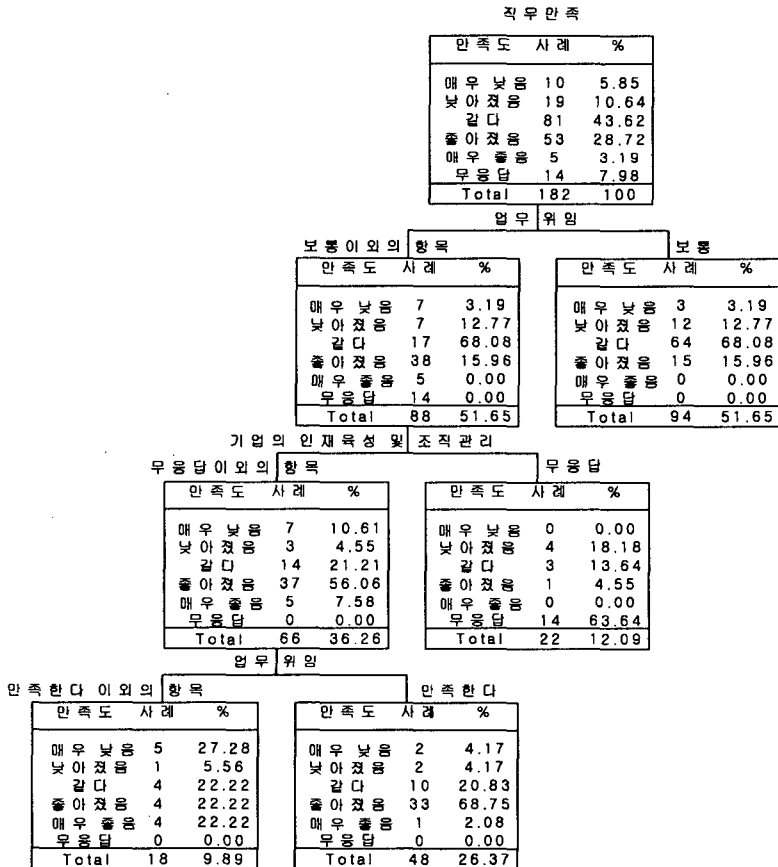 직무만족
만족도 사례 %
매우 낮음 10 5.85
낮아졌음 19 10.64
같다 81 43.62
좋아졌음 53 28.72
매우 좋음 5 3.19
무응답 14 7.98
Total 182 100
업무 위임
보통이외의 항목
만족도 사례 %
매우 낮음 7 3.19
낮아졌음 7 12.77
같다 17 68.08
좋아졌음 38 15.96
매우 좋음 5 0.00
무응답 14 0.00
Total 88 51.65
보통
만족도 사례 %
매우 낮음 3 3.19
낮아졌음 12 12.77
같다 64 68.08
좋아졌음 15 15.96
매우 좋음 0 0.00
무응답 0 0.00
Total 94 51.65
기업의 인재육성 및 조직관리
무응답이외의 항목
만족도 사례 %
매우 낮음 7 10.61
낮아졌음 3 4.55
같다 14 21.21
좋아졌음 37 56.06
매우 좋음 5 7.58
무응답 0 0.00
Total 66 36.26
무응답
만족도 사례 %
매우 낮음 0 0.00
낮아졌음 4 18.18
같다 3 13.64
좋아졌음 1 4.55
매우 좋음 0 0.00
무응답 14 63.64
Total 22 12.09
업무 위임
만족한다 이외의 항목
만족도 사례 %
매우 낮음 5 27.28
낮아졌음 1 5.56
같다 4 22.22
좋아졌음 4 22.22
매우 좋음 4 22.22
무응답 0 0.00
Total 18 9.89
만족한다
만족도 사례 %
매우 낮음 2 4.17
낮아졌음 2 4.17
같다 10 20.83
좋아졌음 33 68.75
매우 좋음 1 2.08
무응답 0 0.00
Total 48 26.37